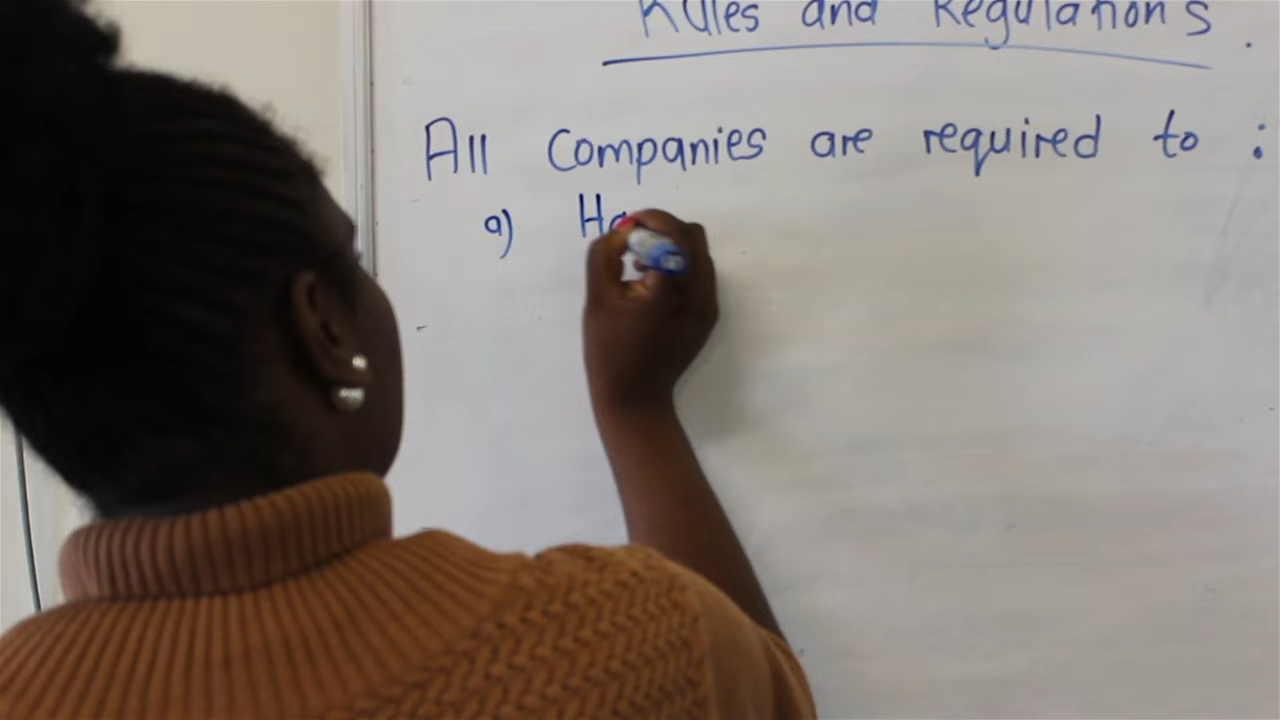 Rules and Regulations.
All Companies are required to :
a) Ha